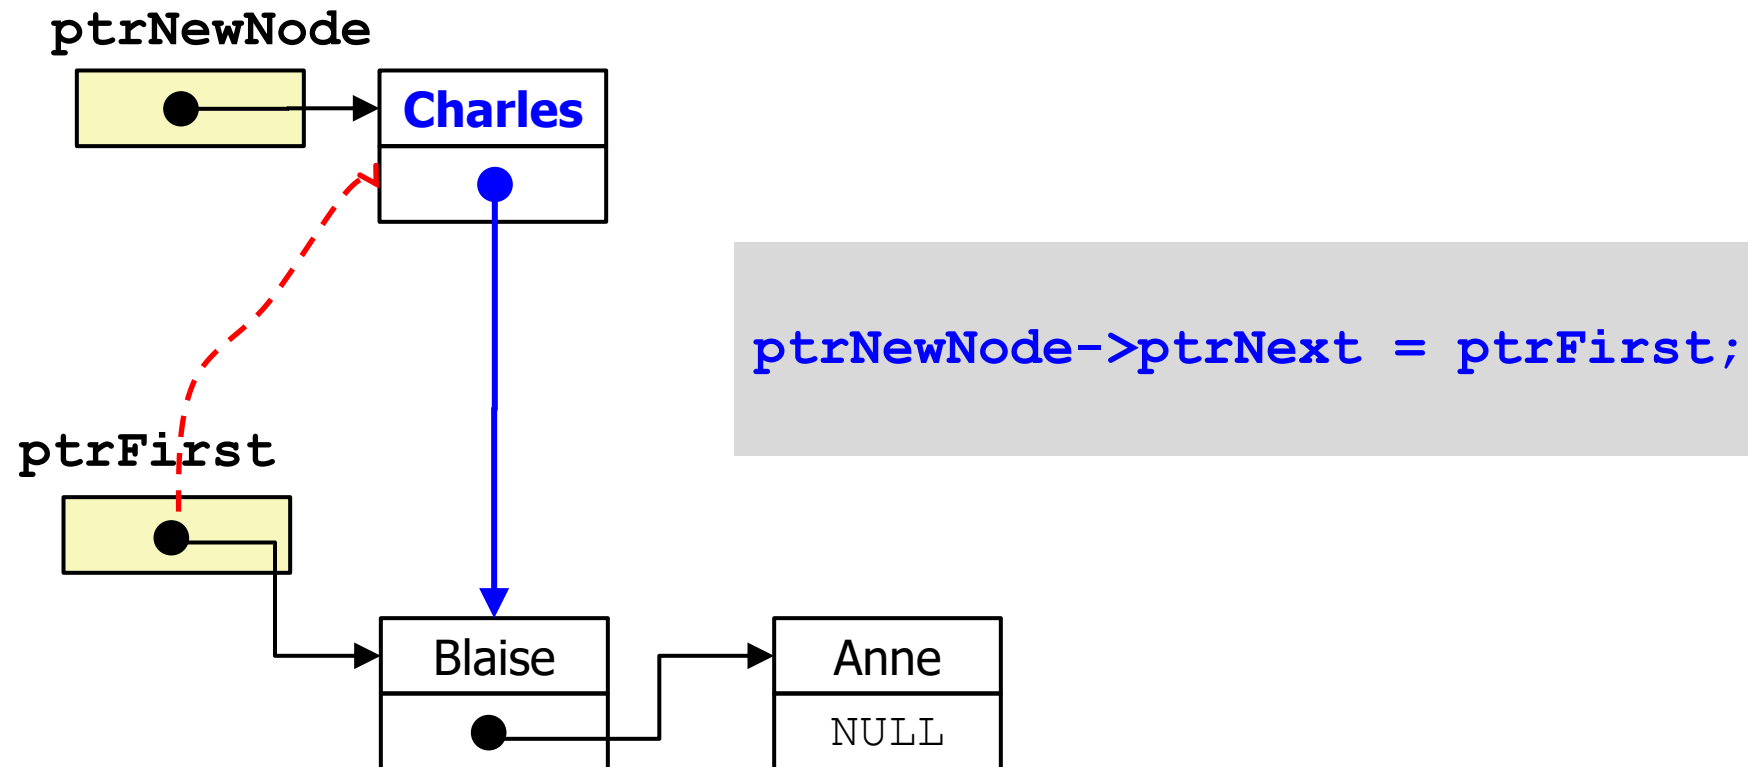 ptrNewNode
Charles
ptrNewNode->ptrNext = ptrFirst;
ptrFirst
Blaise
Anne
NULL